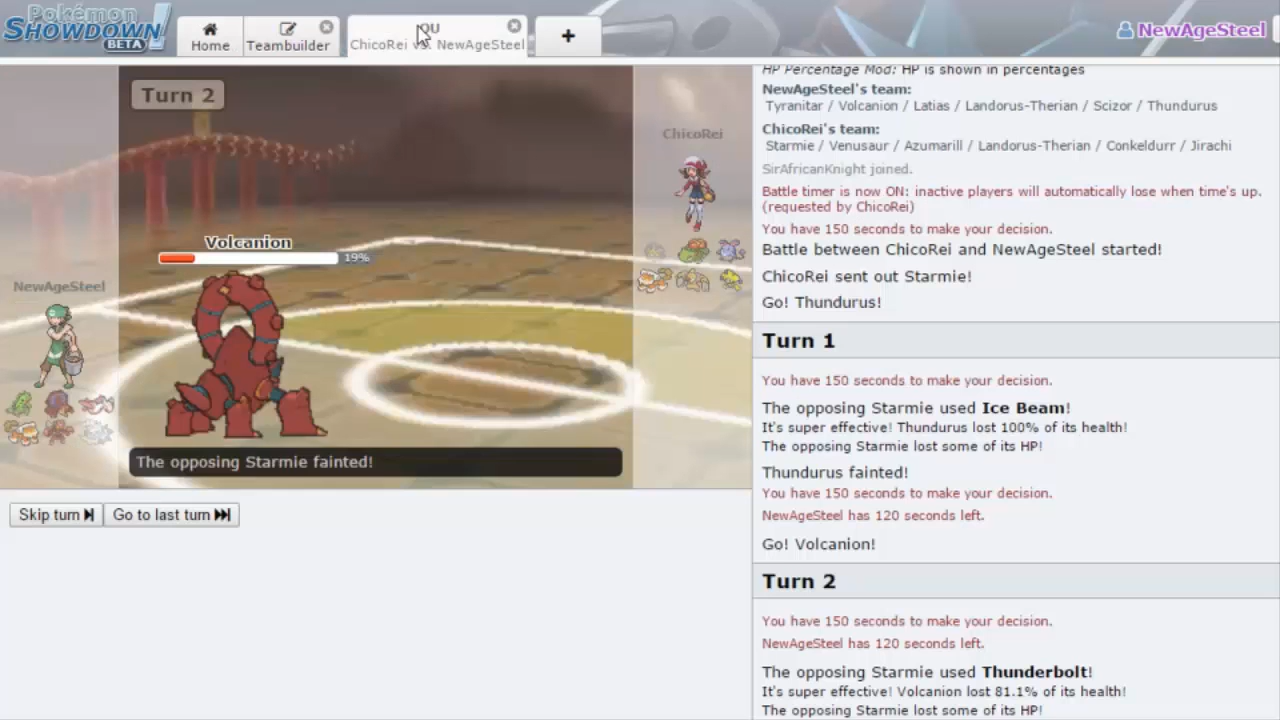 Pokémon
SHOWDOWN!
BETA
Home
Teambuilder
OU
ChicoRei vs. NewAgeSteel
+
NewAgeSteel
Turn 2
ChicoRei
Volcanion
19%
NewAgeSteel
The opposing Starmie fainted!
Skip turn
Go to last turn
HP Percentage Mod: HP is shown in percentages
NewAgeSteel's team:
Tyranitar / Volcanion / Latias / Landorus-Therian / Scizor / Thundurus
ChicoRei's team:
Starmie / Venusaur / Azumarill / Landorus-Therian / Conkeldurr / Jirachi
SirAfricanKnight joined.
Battle timer is now ON: inactive players will automatically lose when time's up.
(requested by ChicoRei)
You have 150 seconds to make your decision.
Battle between ChicoRei and NewAgeSteel started!
ChicoRei sent out Starmie!
Go! Thundurus!
Turn 1
You have 150 seconds to make your decision.
The opposing Starmie used Ice Beam!
It's super effective! Thundurus lost 100% of its health!
The opposing Starmie lost some of its HP!
Thundurus fainted!
You have 150 seconds to make your decision.
NewAgeSteel has 120 seconds left.
Go! Volcanion!
Turn 2
You have 150 seconds to make your decision.
NewAgeSteel has 120 seconds left.
The opposing Starmie used Thunderbolt!
It's super effective! Volcanion lost 81.1% of its health!
The opposing Starmie lost some of its HP!